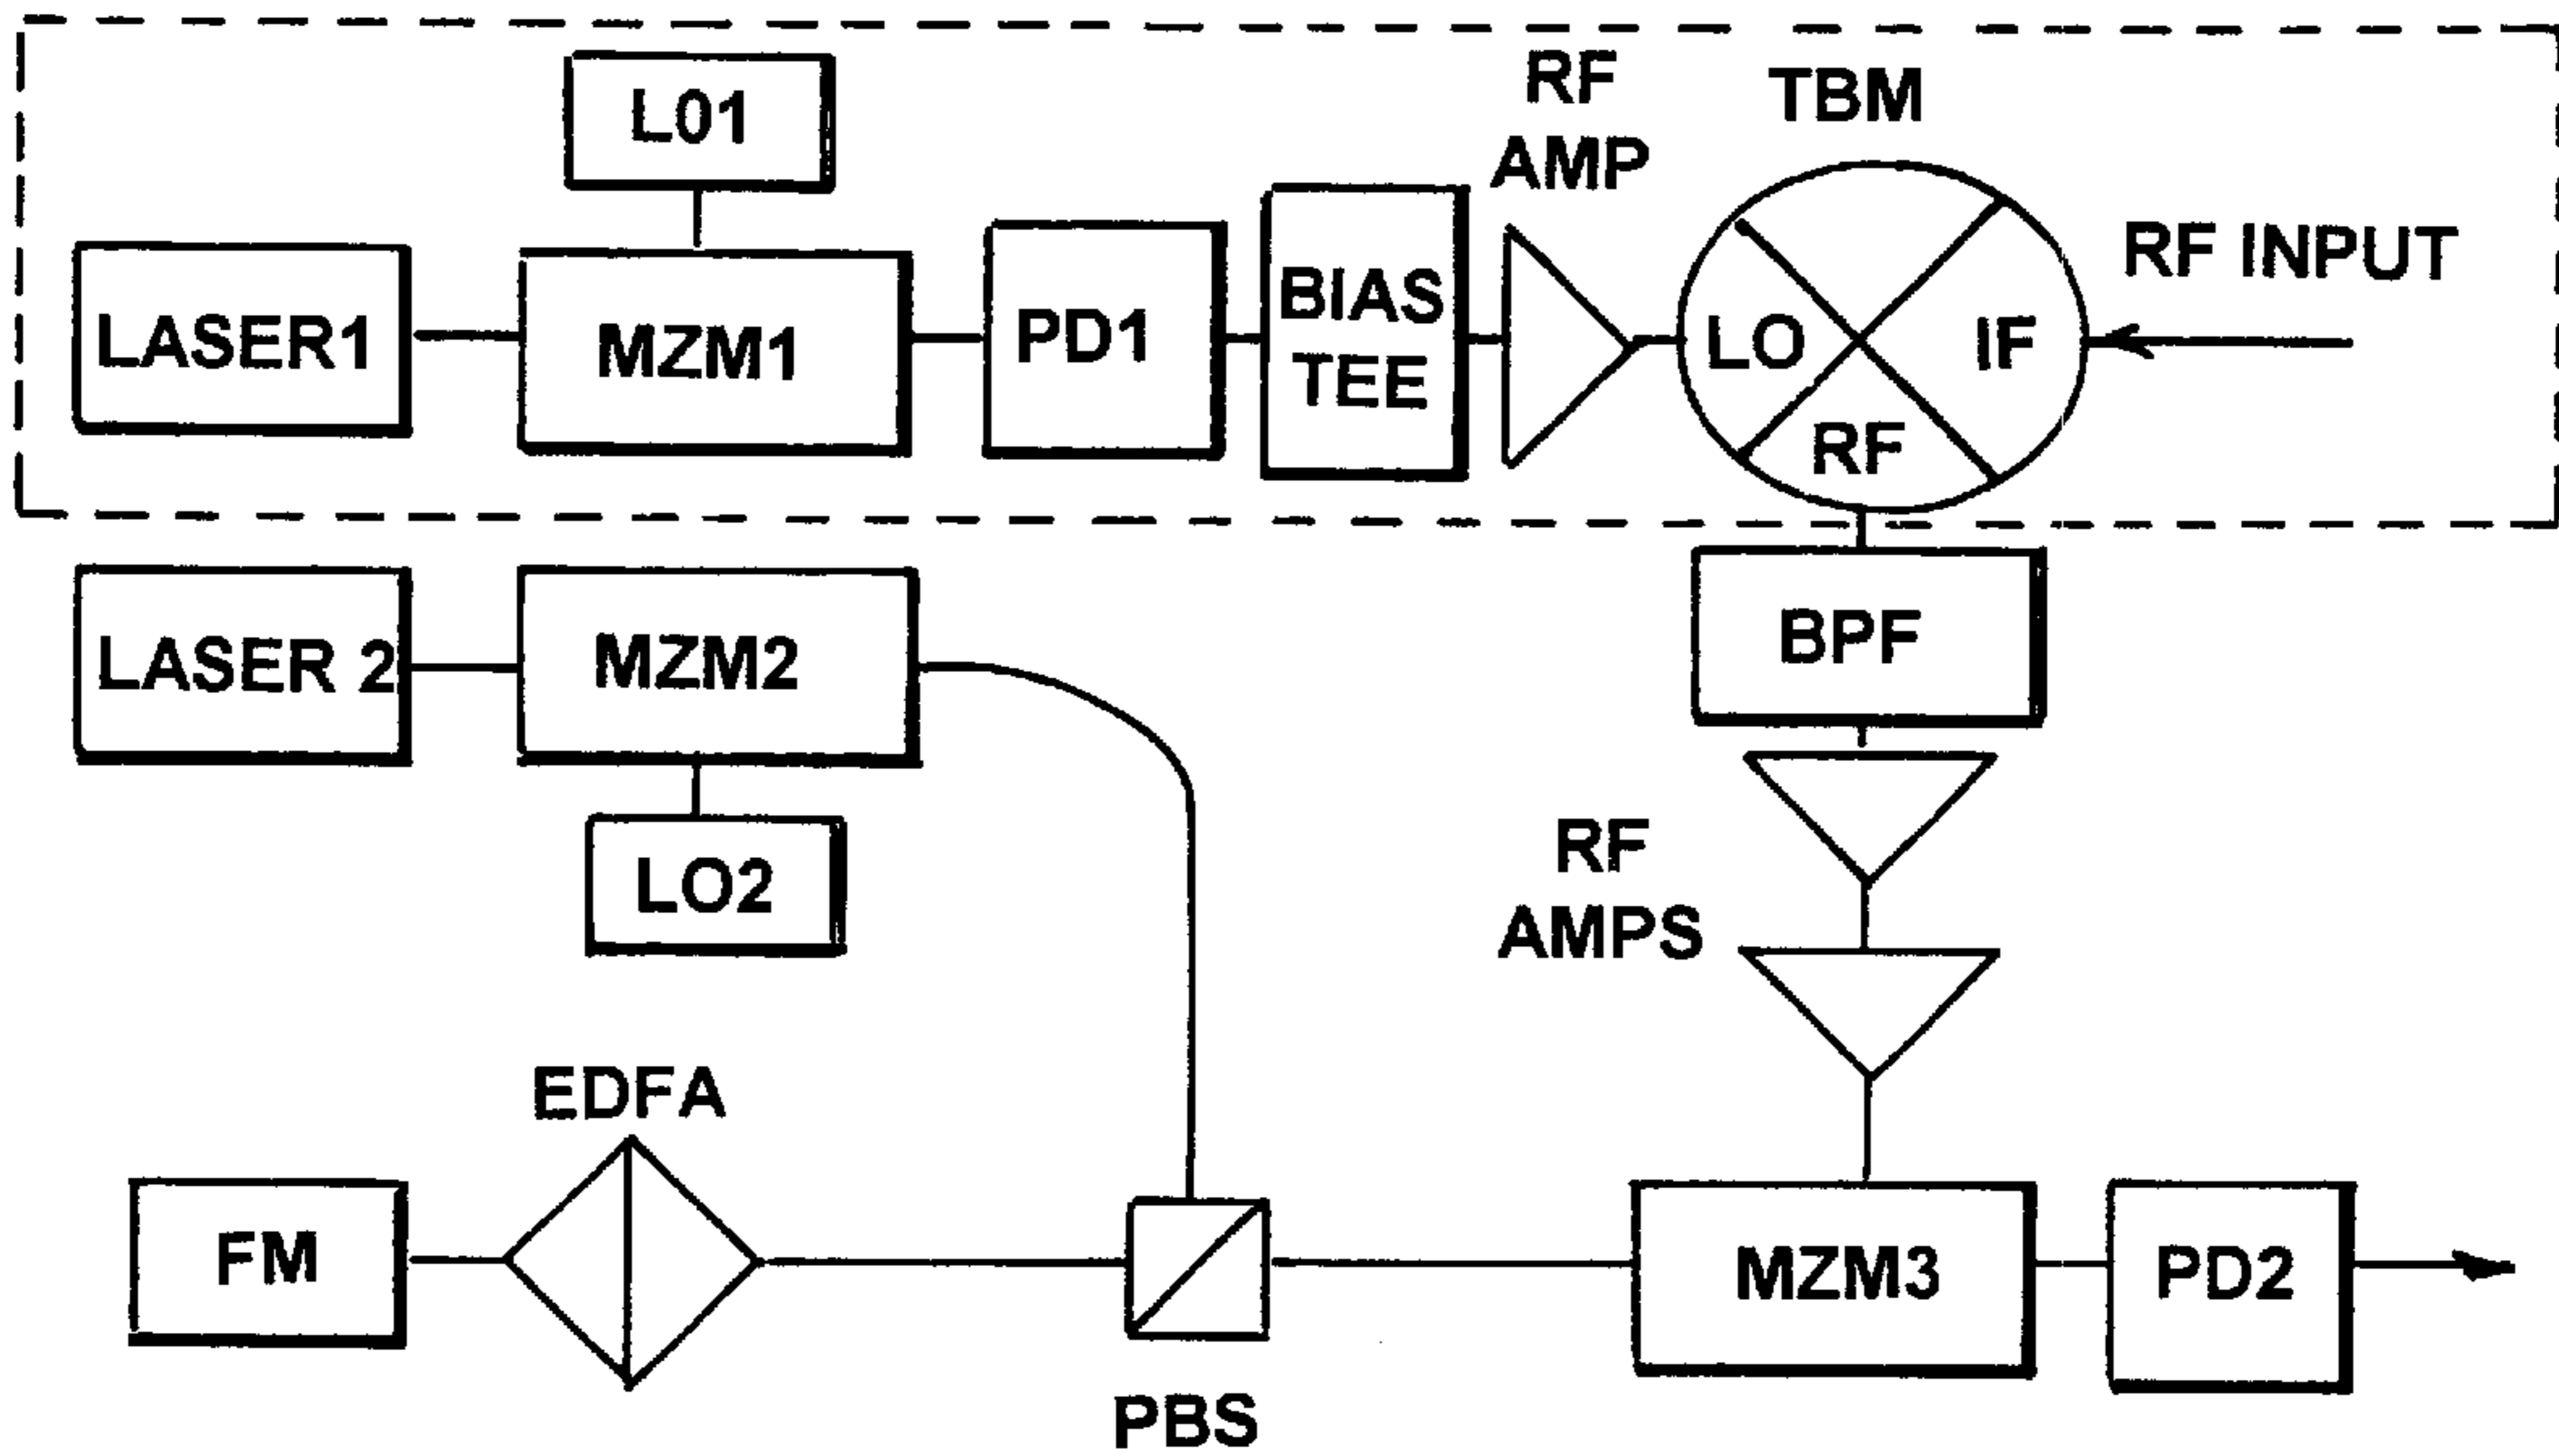 RF
AMP
TBM
L01
LASER1
MZM1
PD1
BIAS
TEE
LO
IF
RF
RF INPUT
LASER 2
MZM2
BPF
LO2
RF
AMPS
EDFA
FM
PBS
MZM3
PD2